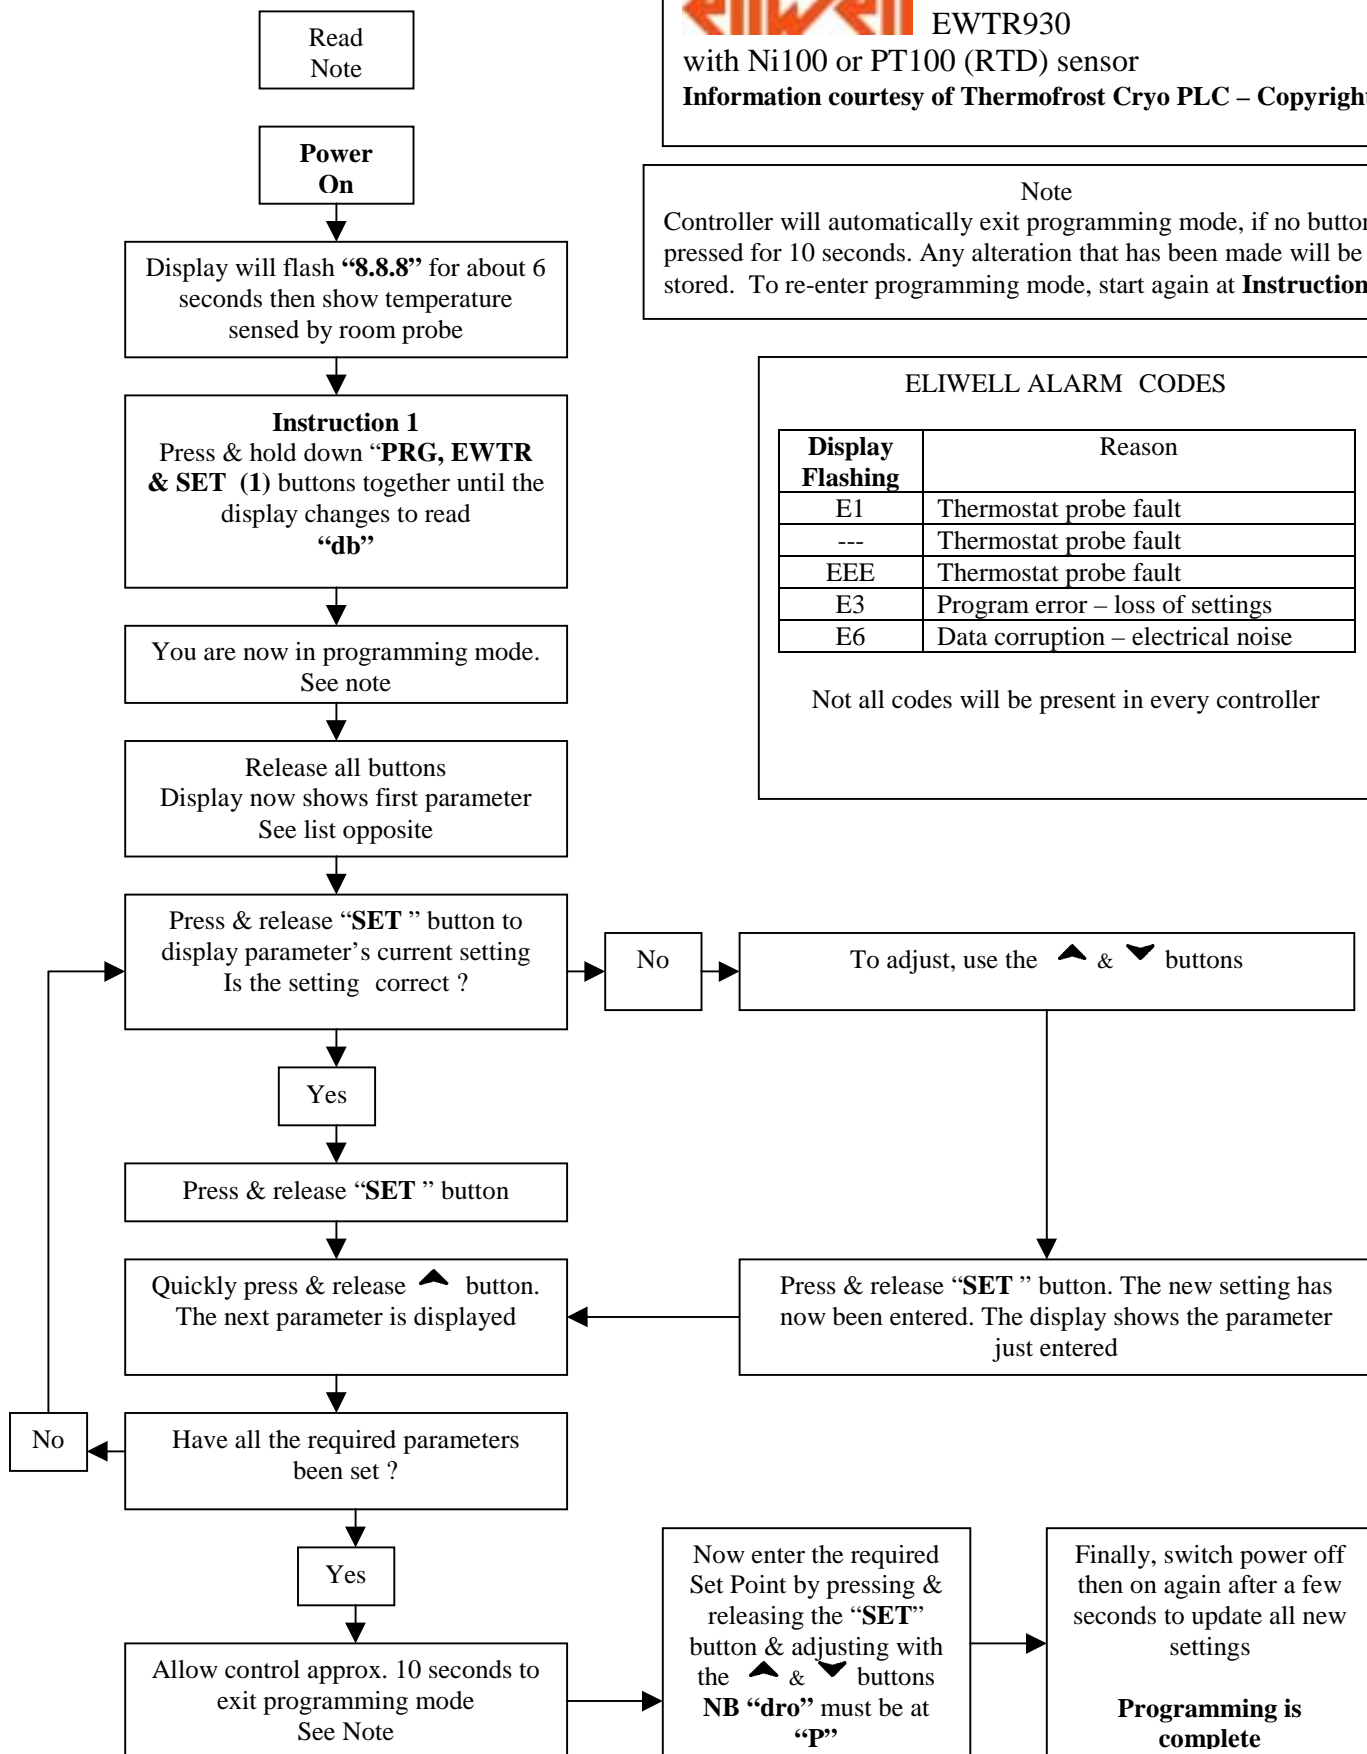 Read
Note
eliwell EWTR930
with Ni100 or PT100 (RTD) sensor
Information courtesy of Thermofrost Cryo PLC – Copyright
Power
On
Note
Controller will automatically exit programming mode, if no button
pressed for 10 seconds. Any alteration that has been made will be
stored. To re-enter programming mode, start again at Instruction
Display will flash “8.8.8” for about 6
seconds then show temperature
sensed by room probe
ELIWELL ALARM CODES
Display Flashing Reason
E1 Thermostat probe fault
--- Thermostat probe fault
EEE Thermostat probe fault
E3 Program error – loss of settings
E6 Data corruption – electrical noise
Not all codes will be present in every controller
Instruction 1
Press & hold down “PRG, EWTR
& SET (1) buttons together until the
display changes to read
“db”
You are now in programming mode.
See note
Release all buttons
Display now shows first parameter
See list opposite
Press & release “SET ” button to
display parameter’s current setting
Is the setting correct ?
No
To adjust, use the & buttons
Yes
Press & release “SET ” button
Quickly press & release button.
The next parameter is displayed
Press & release “SET ” button. The new setting has
now been entered. The display shows the parameter
just entered
No
Have all the required parameters
been set ?
Yes
Allow control approx. 10 seconds to
exit programming mode
See Note
Now enter the required
Set Point by pressing &
releasing the “SET”
button & adjusting with
the & buttons
NB “dro” must be at
“P”
Finally, switch power off
then on again after a few
seconds to update all new
settings
Programming is
complete